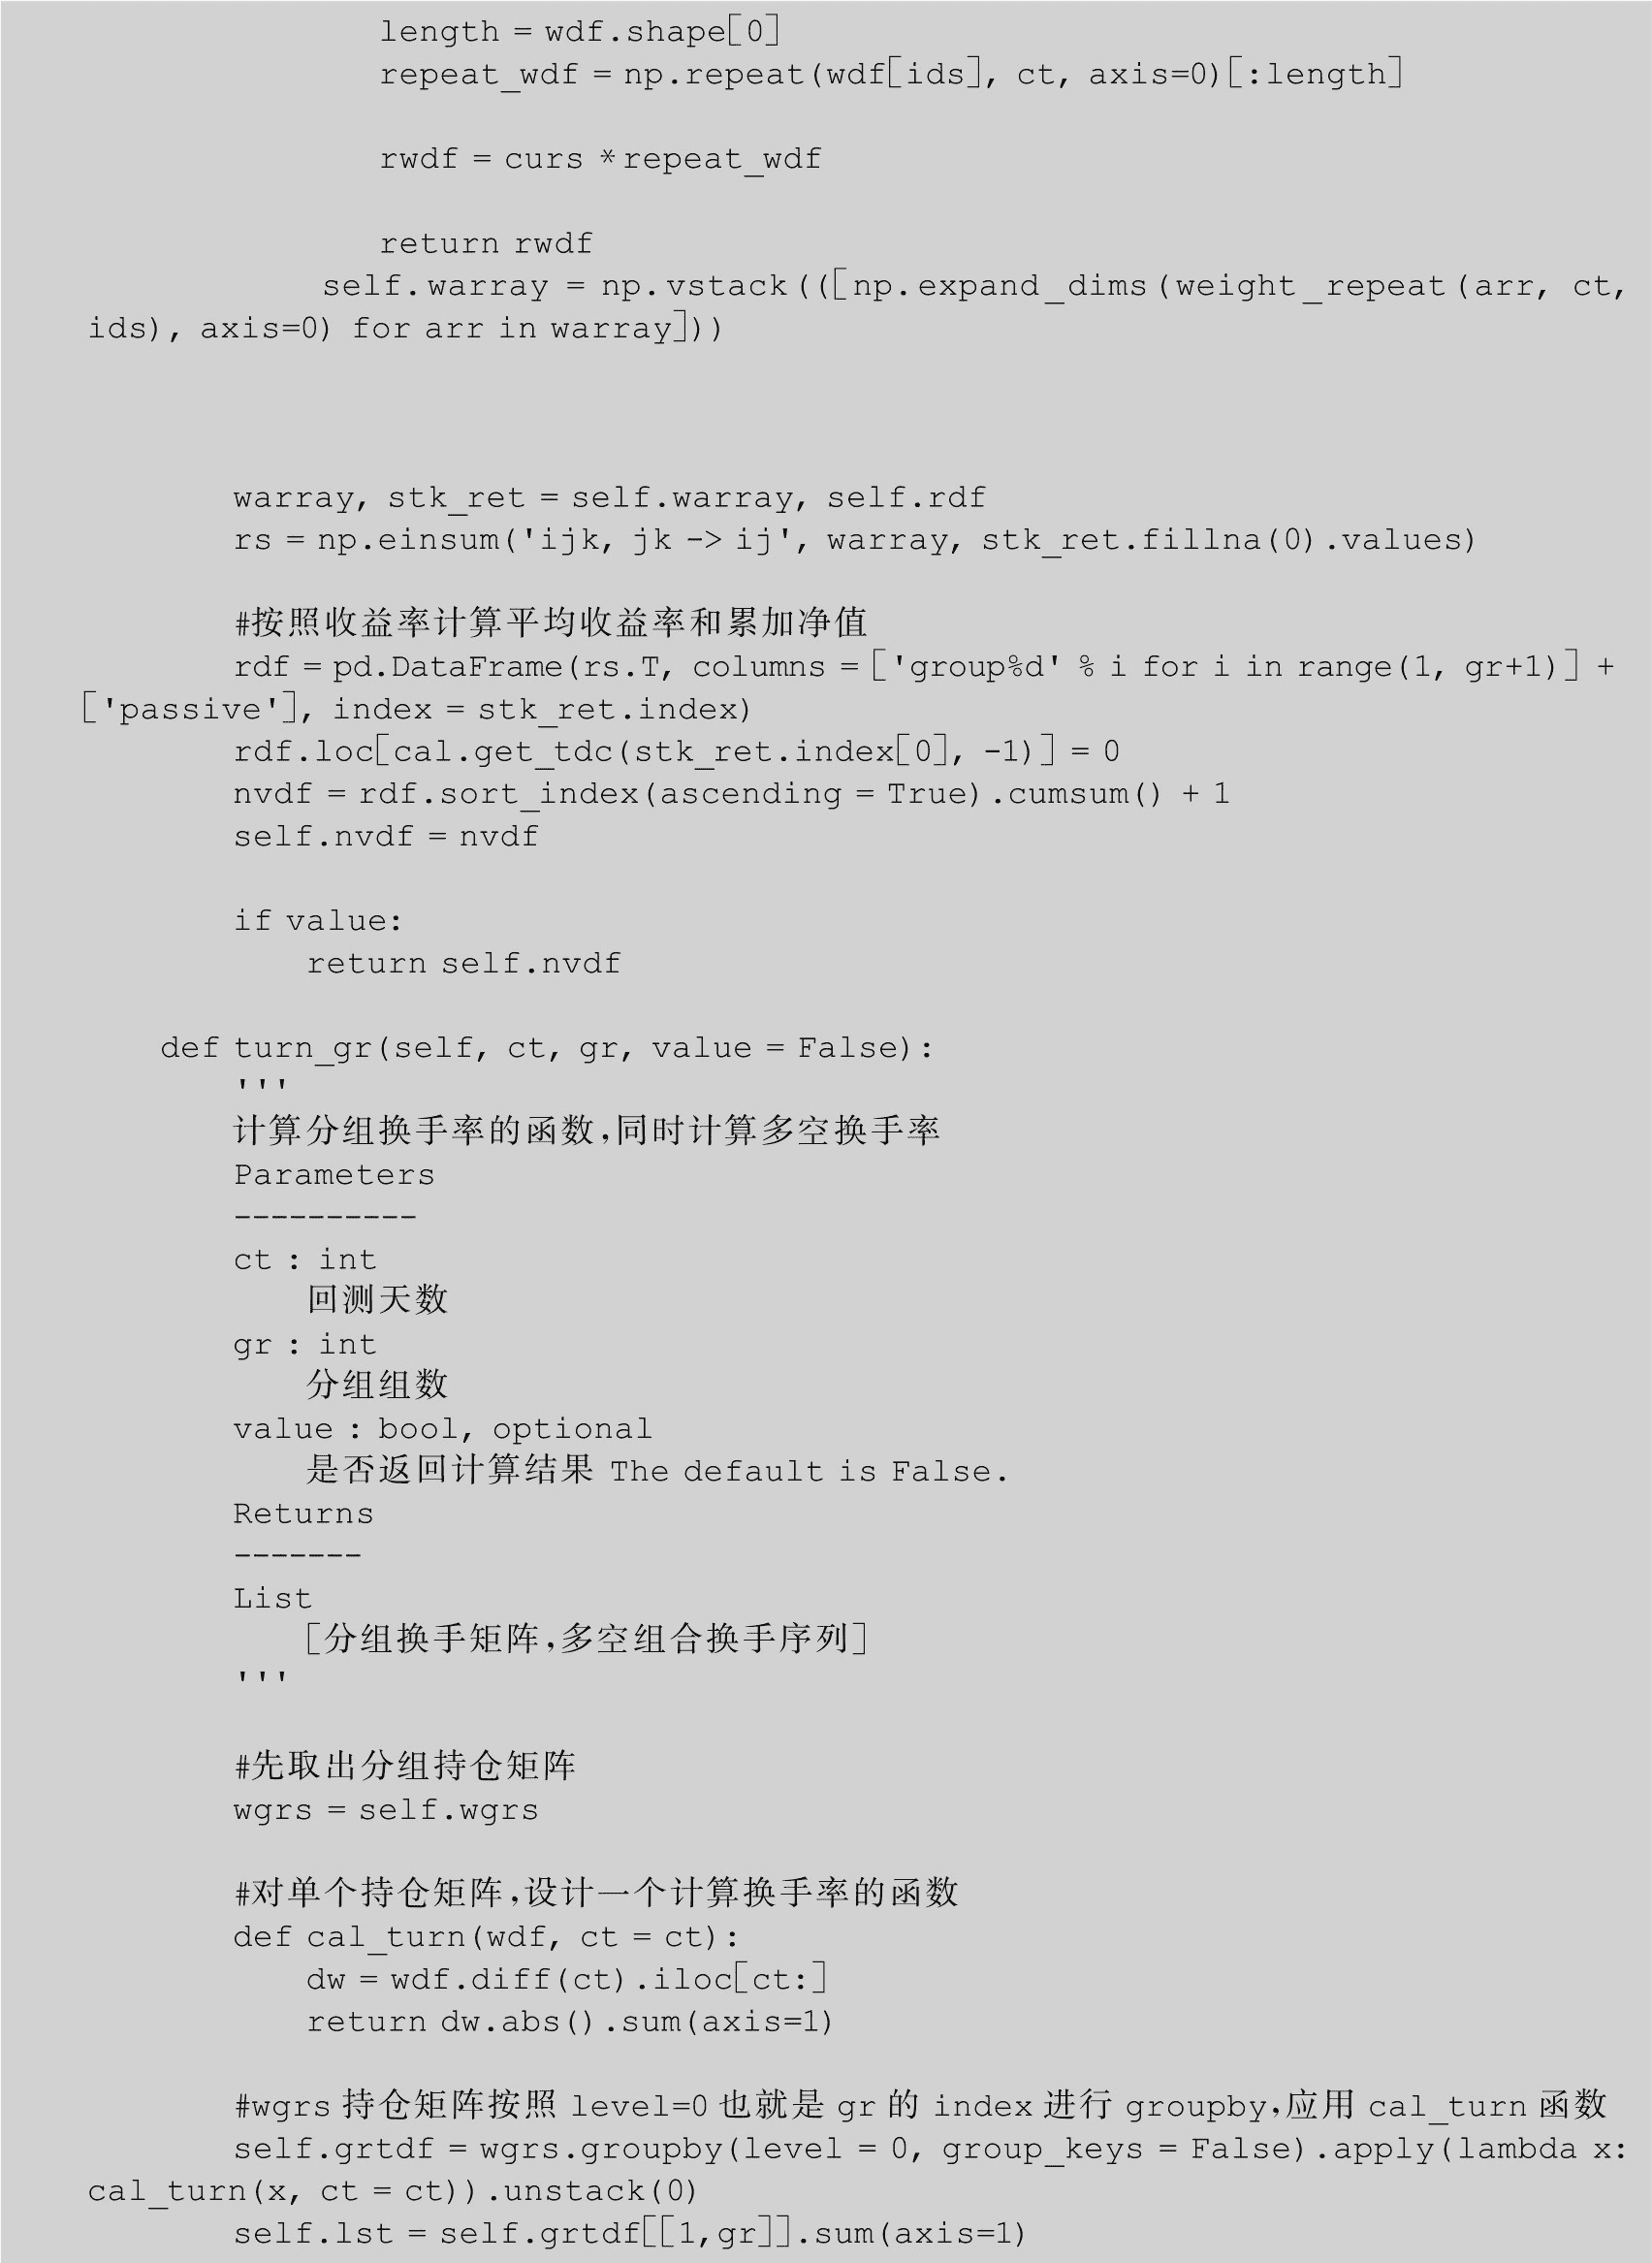 length = wdf.shape[0]
repeat_wdf = np.repeat(wdf[ids], ct, axis=0)[:length]
rwdf = curs *repeat_wdf
return rwdf
self.warray = np.vstack(([np.expand_dims(weight_repeat(arr, ct,
ids), axis=0) for arr in warray]))
warray, stk_ret = self.warray, self.rdf
rs = np.einsum('ijk, jk -> ij', warray, stk_ret.fillna(0).values)
#按照收益率计算平均收益率和累加净值
rdf = pd.DataFrame(rs.T, columns = ['group%d' % i for i in range(1, gr+1)] +
['passive'], index = stk_ret.index)
rdf.loc[cal.get_tdc(stk_ret.index[0], -1)] = 0
nvdf = rdf.sort_index(ascending = True).cumsum() + 1
self.nvdf = nvdf
if value:
return self.nvdf
def turn_gr(self, ct, gr, value = False):
'''
计算分组换手率的函数,同时计算多空换手率
Parameters
----------
ct : int
回测天数
gr : int
分组组数
value : bool, optional
是否返回计算结果 The default is False.
Returns
-------
List
[分组换手矩阵,多空组合换手序列]
'''
#先取出分组持仓矩阵
wgrs = self.wgrs
#对单个持仓矩阵,设计一个计算换手率的函数
def cal_turn(wdf, ct = ct):
dw = wdf.diff(ct).iloc[ct:]
return dw.abs().sum(axis=1)
#wgrs 持仓矩阵按照 level=0 也就是 gr 的 index 进行 groupby,应用 cal_turn 函数
self.grtdf = wgrs.groupby(level = 0, group_keys = False).apply(lambda x:
cal_turn(x, ct = ct)).unstack(0)
self.lst = self.grtdf[[1,gr]].sum(axis=1)